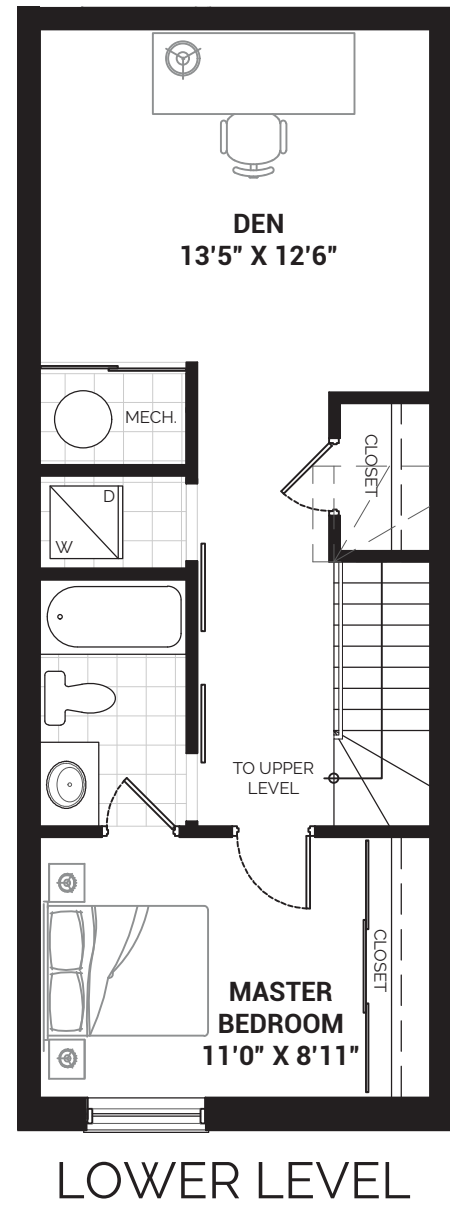 DEN
13'5" X 12'6"
MECH.
CLOSET
D
W
TO UPPER
LEVEL
CLOSET
MASTER
BEDROOM
11'0" X 8'11"
LOWER LEVEL